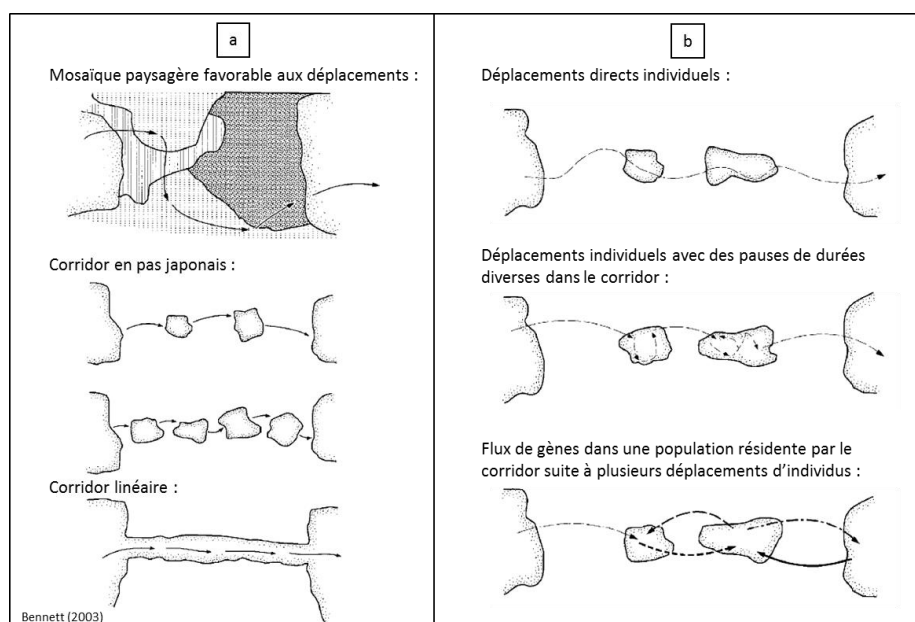 a
Mosaïque paysagère favorable aux déplacements :
Corridor en pas japonais :
Corridor linéaire :
Bennett (2003)
b
Déplacements directs individuels :
Déplacements individuels avec des pauses de durées
diverses dans le corridor :
Flux de gènes dans une population résidente par le
corridor suite à plusieurs déplacements d'individus :